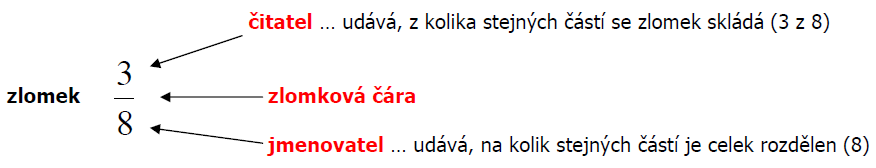 čitatel ... udává, z kolika stejných částí se zlomek skládá (3 z 8)
3
zlomek
zlomková čára
8
jmenovatel ... udává, na kolik stejných částí je celek rozdělen (8)